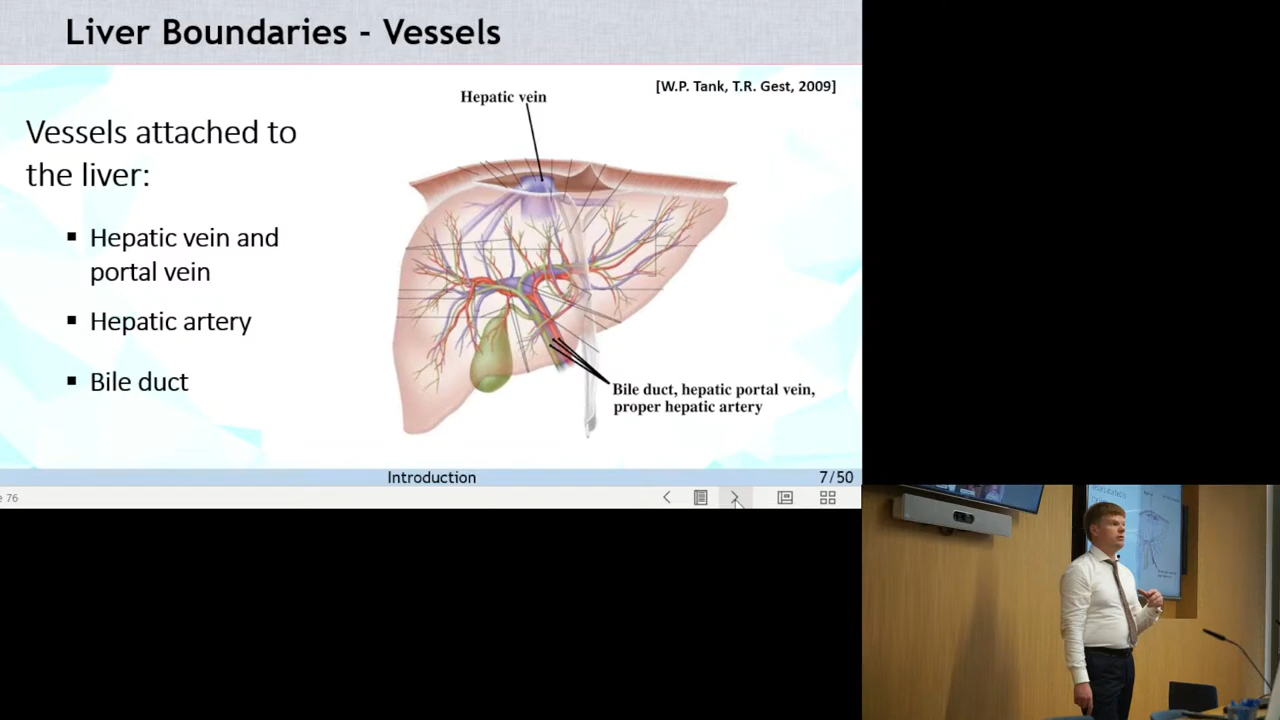 Liver Boundaries - Vessels
[W.P. Tank, T.R. Gest, 2009]
Hepatic vein
Vessels attached to
the liver:
▪ Hepatic vein and
portal vein
▪ Hepatic artery
▪ Bile duct
Bile duct, hepatic portal vein,
proper hepatic artery
Introduction
7/50
e 76